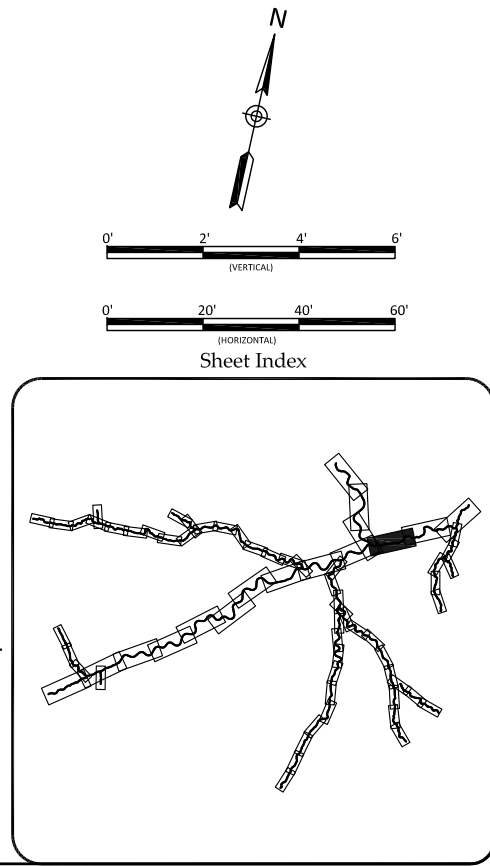 N
0' 2' 4' 6'
(VERTICAL)
0' 20' 40' 60'
(HORIZONTAL)
Sheet Index